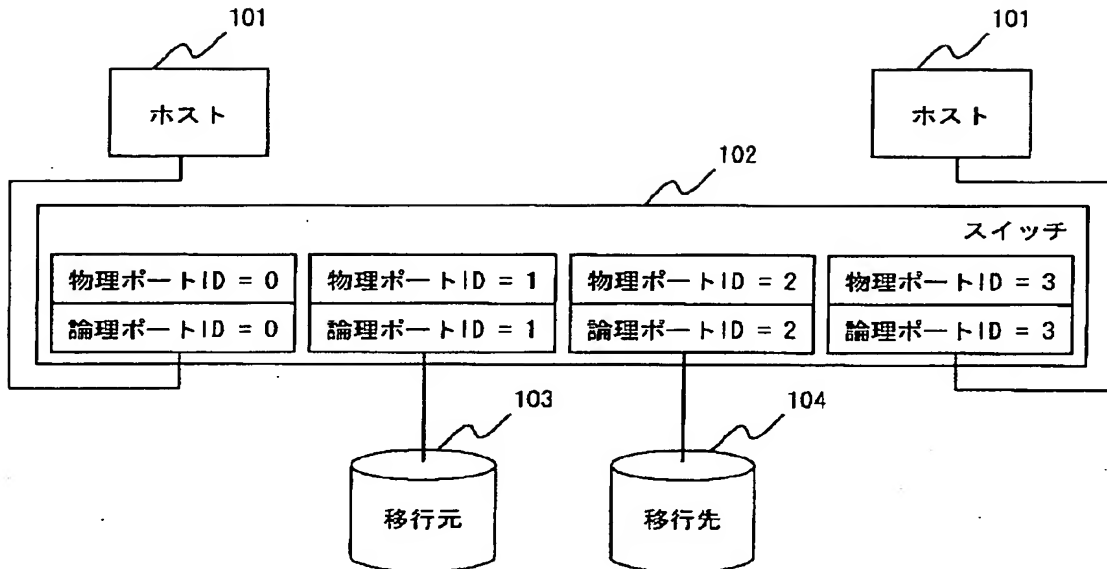 101
101
ホスト
ホスト
102
スイッチ
物理ポートID = 0
物理ポートID = 1
物理ポートID = 2
物理ポートID = 3
論理ポートID = 0
論理ポートID = 1
論理ポートID = 2
論理ポートID = 3
103
104
移行元
移行先